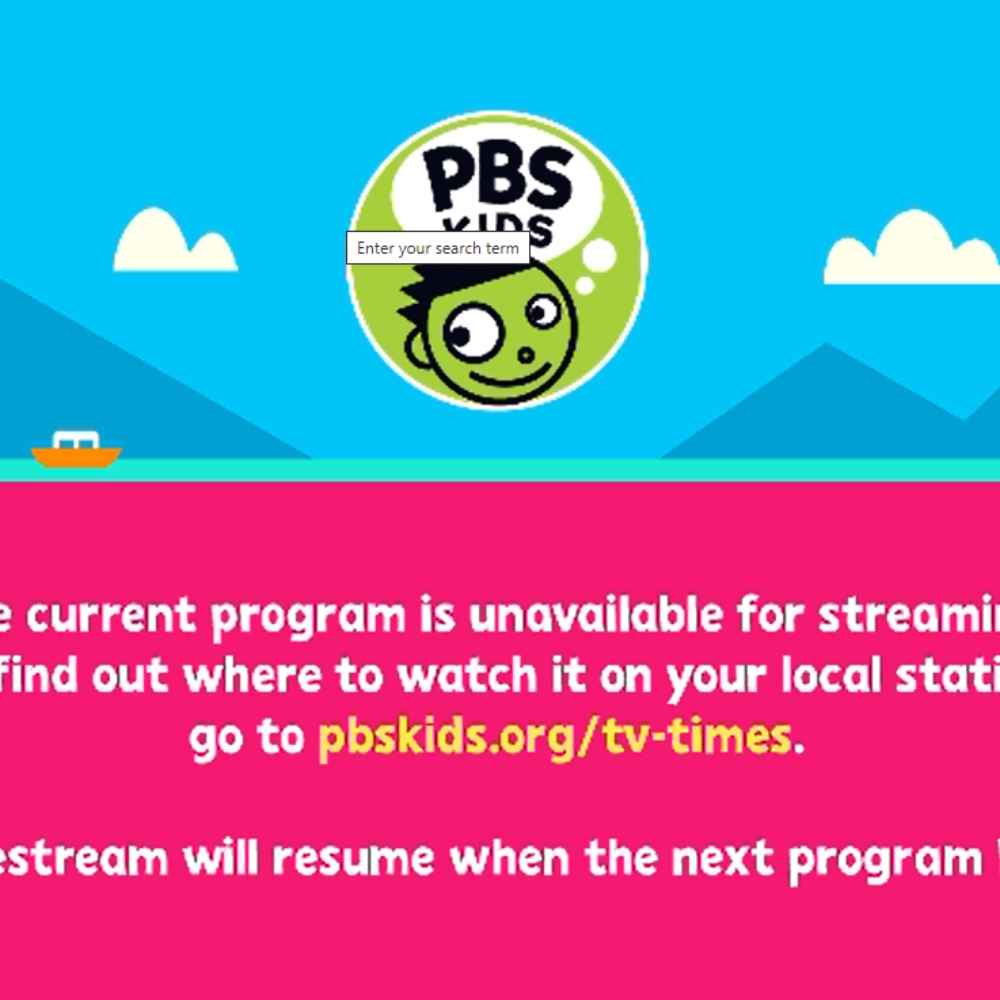 PBS
KIDS
Enter your search term
e current program is unavailable for streami
find out where to watch it on your local stati
go to pbskids.org/tv-times.
estream will resume when the next program